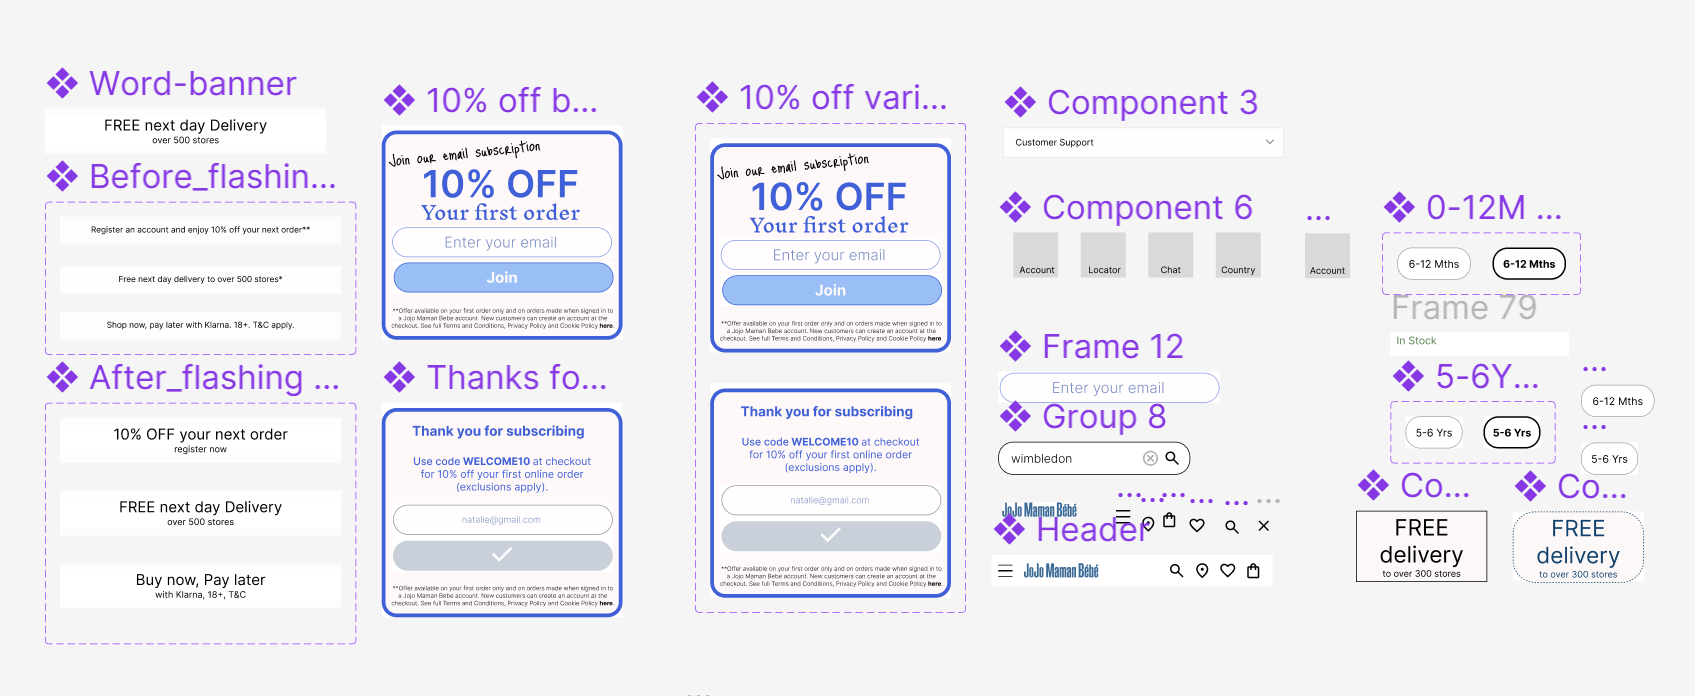 Word-banner
FREE next day Delivery
over 500 stores
Before_flashin...
Register an account and enjoy 10% off your next order**
Free next day delivery to over 500 stores*
Shop now, pay later with Klarna. 18+. T&C apply.
After_flashing ...
10% OFF your next order
register now
FREE next day Delivery
over 500 stores
Buy now, Pay later
with Klarna, 18+, T&C
10% off b...
Join our email subscription
10% OFF
Your first order
Enter your email
Join
**Offer available on your first order only and on orders made when signed in to
a Jojo Maman Bebe account. New customers can create an account at the
checkout. See full Terms and Conditions, Privacy Policy and Cookie Policy here.
Thanks fo...
Thank you for subscribing
Use code WELCOME10 at checkout
for 10% off your first online order
(exclusions apply).
natalie@gmail.com
**Offer available on your first order only and on orders made when signed in to
a Jojo Maman Bebe account. New customers can create an account at the
checkout. See full Terms and Conditions, Privacy Policy and Cookie Policy here.
10% off vari...
Join our email subscription
10% OFF
Your first order
Enter your email
Join
**Offer available on your first order only and on orders made when signed in to
a Jojo Maman Bebe account. New customers can create an account at the
checkout. See full Terms and Conditions, Privacy Policy and Cookie Policy here.
Thank you for subscribing
Use code WELCOME10 at checkout
for 10% off your first online order
(exclusions apply).
natalie@gmail.com
**Offer available on your first order only and on orders made when signed in to
a Jojo Maman Bebe account. New customers can create an account at the
checkout. See full Terms and Conditions, Privacy Policy and Cookie Policy here.
Component 3
Customer Support
Component 6
...
Account
Locator
Chat
Country
Account
Frame 12
Enter your email
Group 8
wimbledon
JoJo Maman Bébé
Header
JoJo Maman Bébé
0-12M ...
6-12 Mths
6-12 Mths
Frame 79
In Stock
5-6Y...
5-6 Yrs
5-6 Yrs
...
6-12 Mths
...
5-6 Yrs
Co...
FREE
delivery
to over 300 stores
Co...
FREE
delivery
to over 300 stores